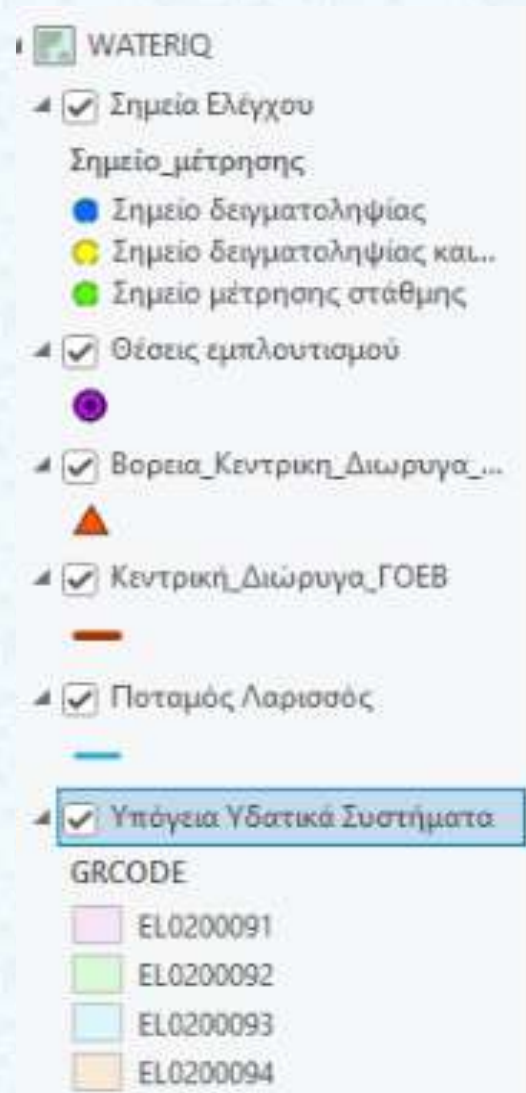 WATERIQ
Σημεία Ελέγχου
Σημείο_μέτρησης
Σημείο δειγματοληψίας
Σημείο δειγματοληψίας και...
Σημείο μέτρησης στάθμης
Θέσεις εμπλουτισμού
Βορεια_Κεντρικη_Διωρυγα_...
Κεντρική_Διώρυγα_ΓΟΕΒ
Ποταμός Λαρισσός
Υπόγεια Υδατικά Συστήματα
GRCODE
EL0200091
EL0200092
EL0200093
EL0200094